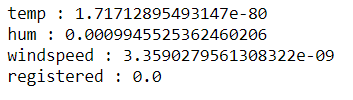 temp : 1.71712895493147e-80
hum : 0.0009945525362460206
windspeed : 3.3590279561308322e-09
registered : 0.0